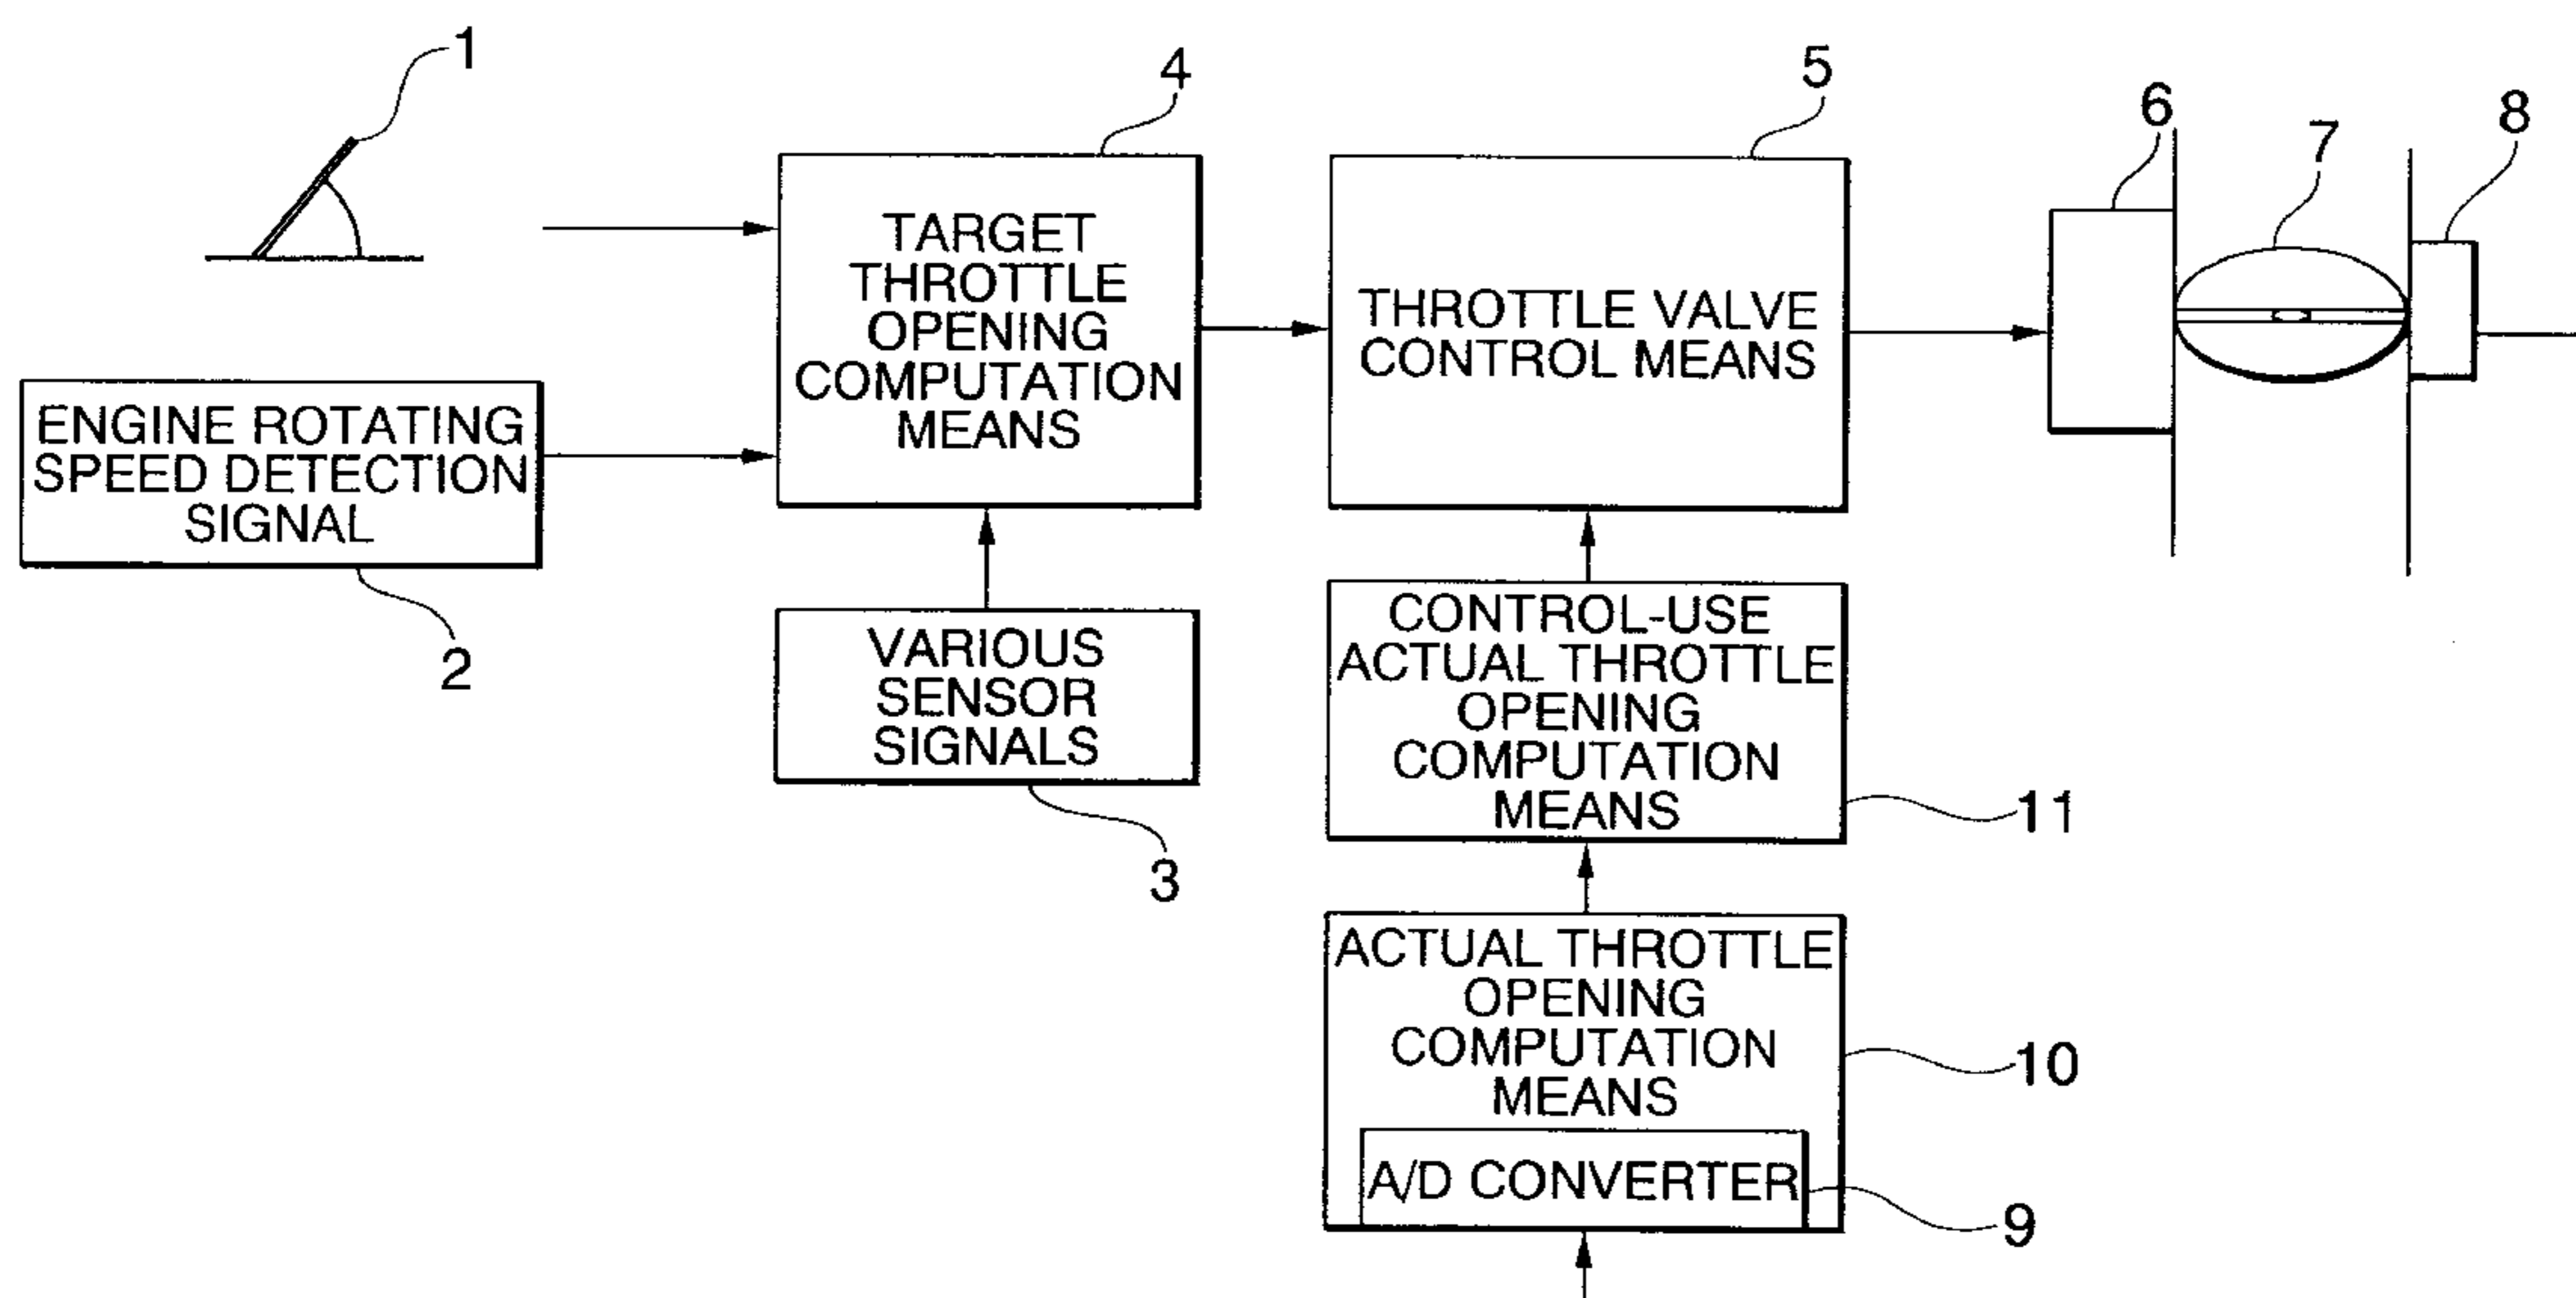 1
4
5
6
7
8
TARGET
THROTTLE
OPENING
COMPUTATION
MEANS
THROTTLE VALVE
CONTROL MEANS
ENGINE ROTATING
SPEED DETECTION
SIGNAL
2
VARIOUS
SENSOR
SIGNALS
3
CONTROL-USE
ACTUAL THROTTLE
OPENING
COMPUTATION
MEANS
11
ACTUAL THROTTLE
OPENING
COMPUTATION
MEANS
10
A/D CONVERTER
9